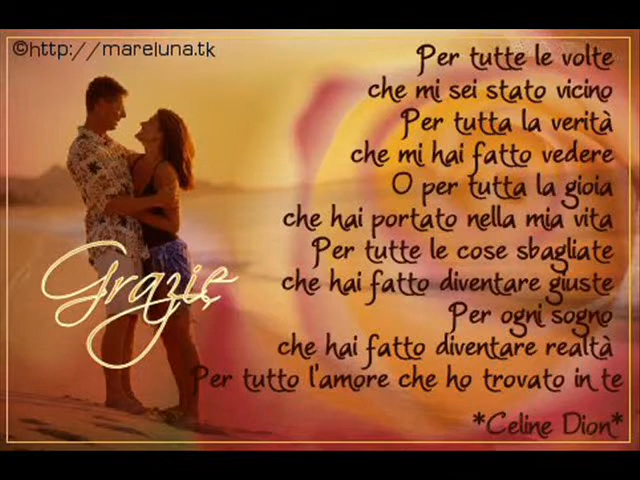 ©http://mareluna.tk
Per tutte le volte
che mi sei stato vicino
Per tutta la verità
che mi hai fatto vedere
O per tutta la gioia
che hai portato nella mia vita
Per tutte le cose sbagliate
che hai fatto diventare giuste
Per ogni sogno
che hai fatto diventare realtà
Per tutto l'amore che ho trovato in te
*Celine Dion*
Grazie